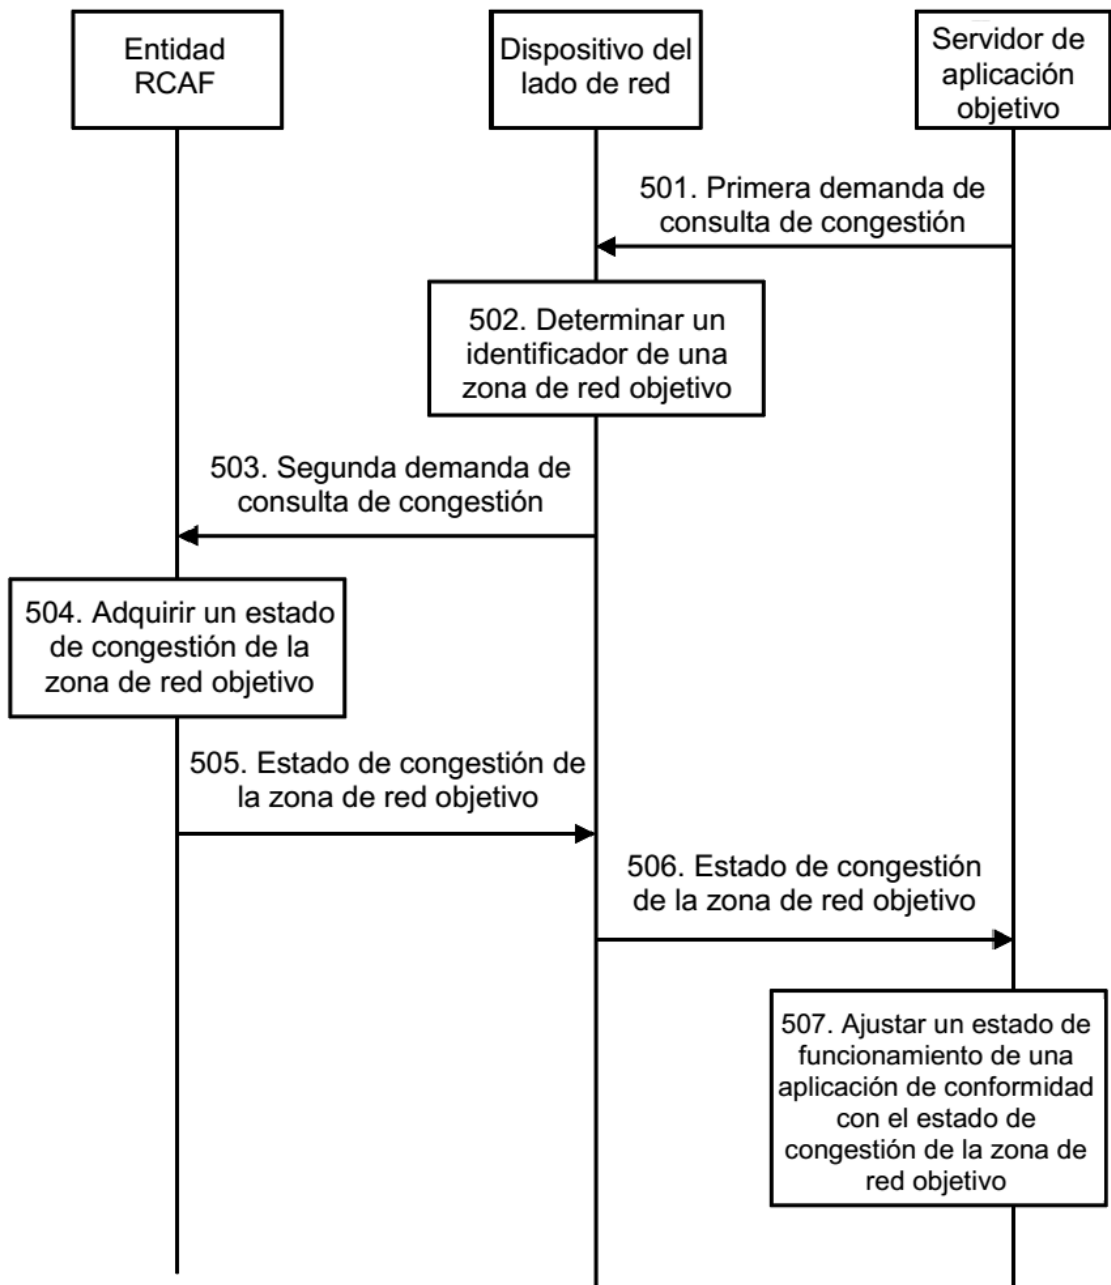 Entidad
RCAF
Dispositivo del
lado de red
Servidor de
aplicación
objetivo
501. Primera demanda de
consulta de congestión
502. Determinar un
identificador de una
zona de red objetivo
503. Segunda demanda de
consulta de congestión
504. Adquirir un estado
de congestión de la
zona de red objetivo
505. Estado de congestión de
la zona de red objetivo
506. Estado de congestión
de la zona de red objetivo
507. Ajustar un estado de
funcionamiento de una
aplicación de conformidad
con el estado de
congestión de la zona de
red objetivo